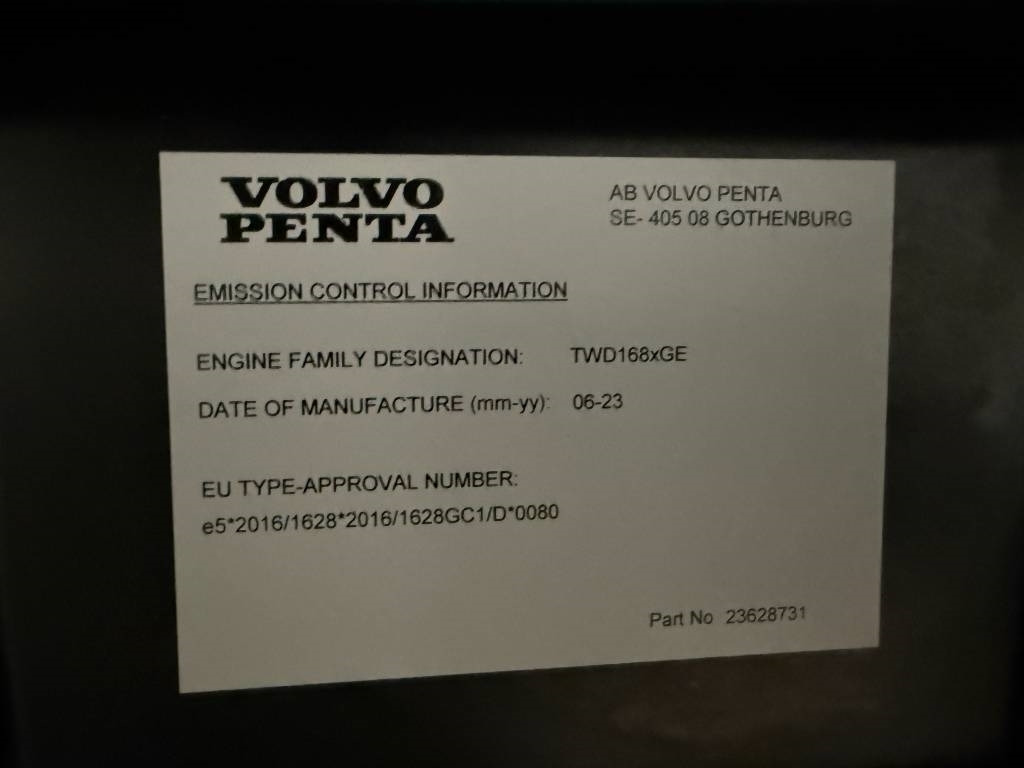 VOLVO
PENTA
AB VOLVO PENTA
SE- 405 08 GOTHENBURG
EMISSION CONTROL INFORMATION
ENGINE FAMILY DESIGNATION: TWD168xGE
DATE OF MANUFACTURE (mm-yy): 06-23
EU TYPE-APPROVAL NUMBER:
e5*2016/1628*2016/1628GC1/D*0080
Part No 23628731